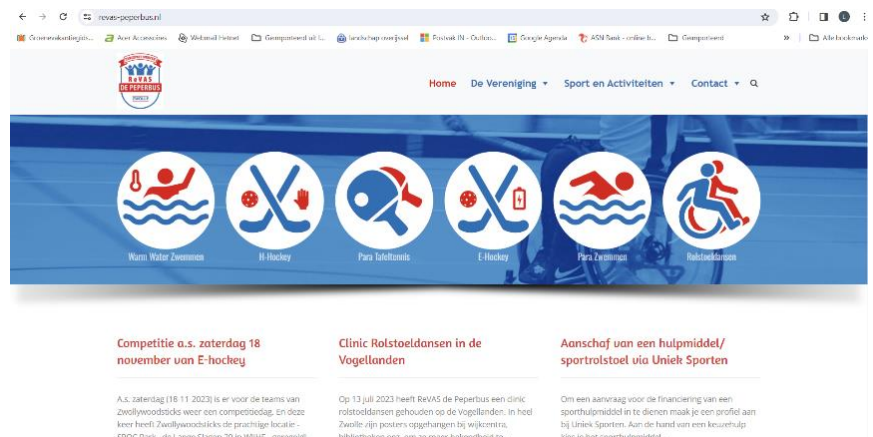 revas-peperbus.nl
Groenevakantiegids... Acer Accessoires Webmail Hetnet Geïmporteerd uit I... landschap overijssel Postvak IN - Outloo... Google Agenda ASN Bank - online b... Geïmporteerd » Alle bookmarks
ReVAS
DE PEPERBUS
Home De Vereniging Sport en Activiteiten Contact
Warm Water Zwemmen H-Hockey Para Tafeltennis E-Hockey Para Zwemmen Rolstoeldansen
Competitie a.s. zaterdag 18
november van E-hockey
A.s. zaterdag (18-11-2023) is er voor de teams van
Zwollywoodsticks weer een competitiedag. En deze
keer heeft Zwollywoodsticks de prachtige locatie -
Clinic Rolstoeldansen in de
Vogellanden
Op 13 juli 2023 heeft ReVAS de Peperbus een clinic
rolstoeldansen gehouden op de Vogellanden. In heel
Zwolle zijn posters opgehangen bij wijkcentra,
Aanschaf van een hulpmiddel/
sportrolstoel via Uniek Sporten
Om een aanvraag voor de financiering van een
sporthulpmiddel in te dienen maak je een profiel aan
bij Uniek Sporten. Aan de hand van een keuzehulp